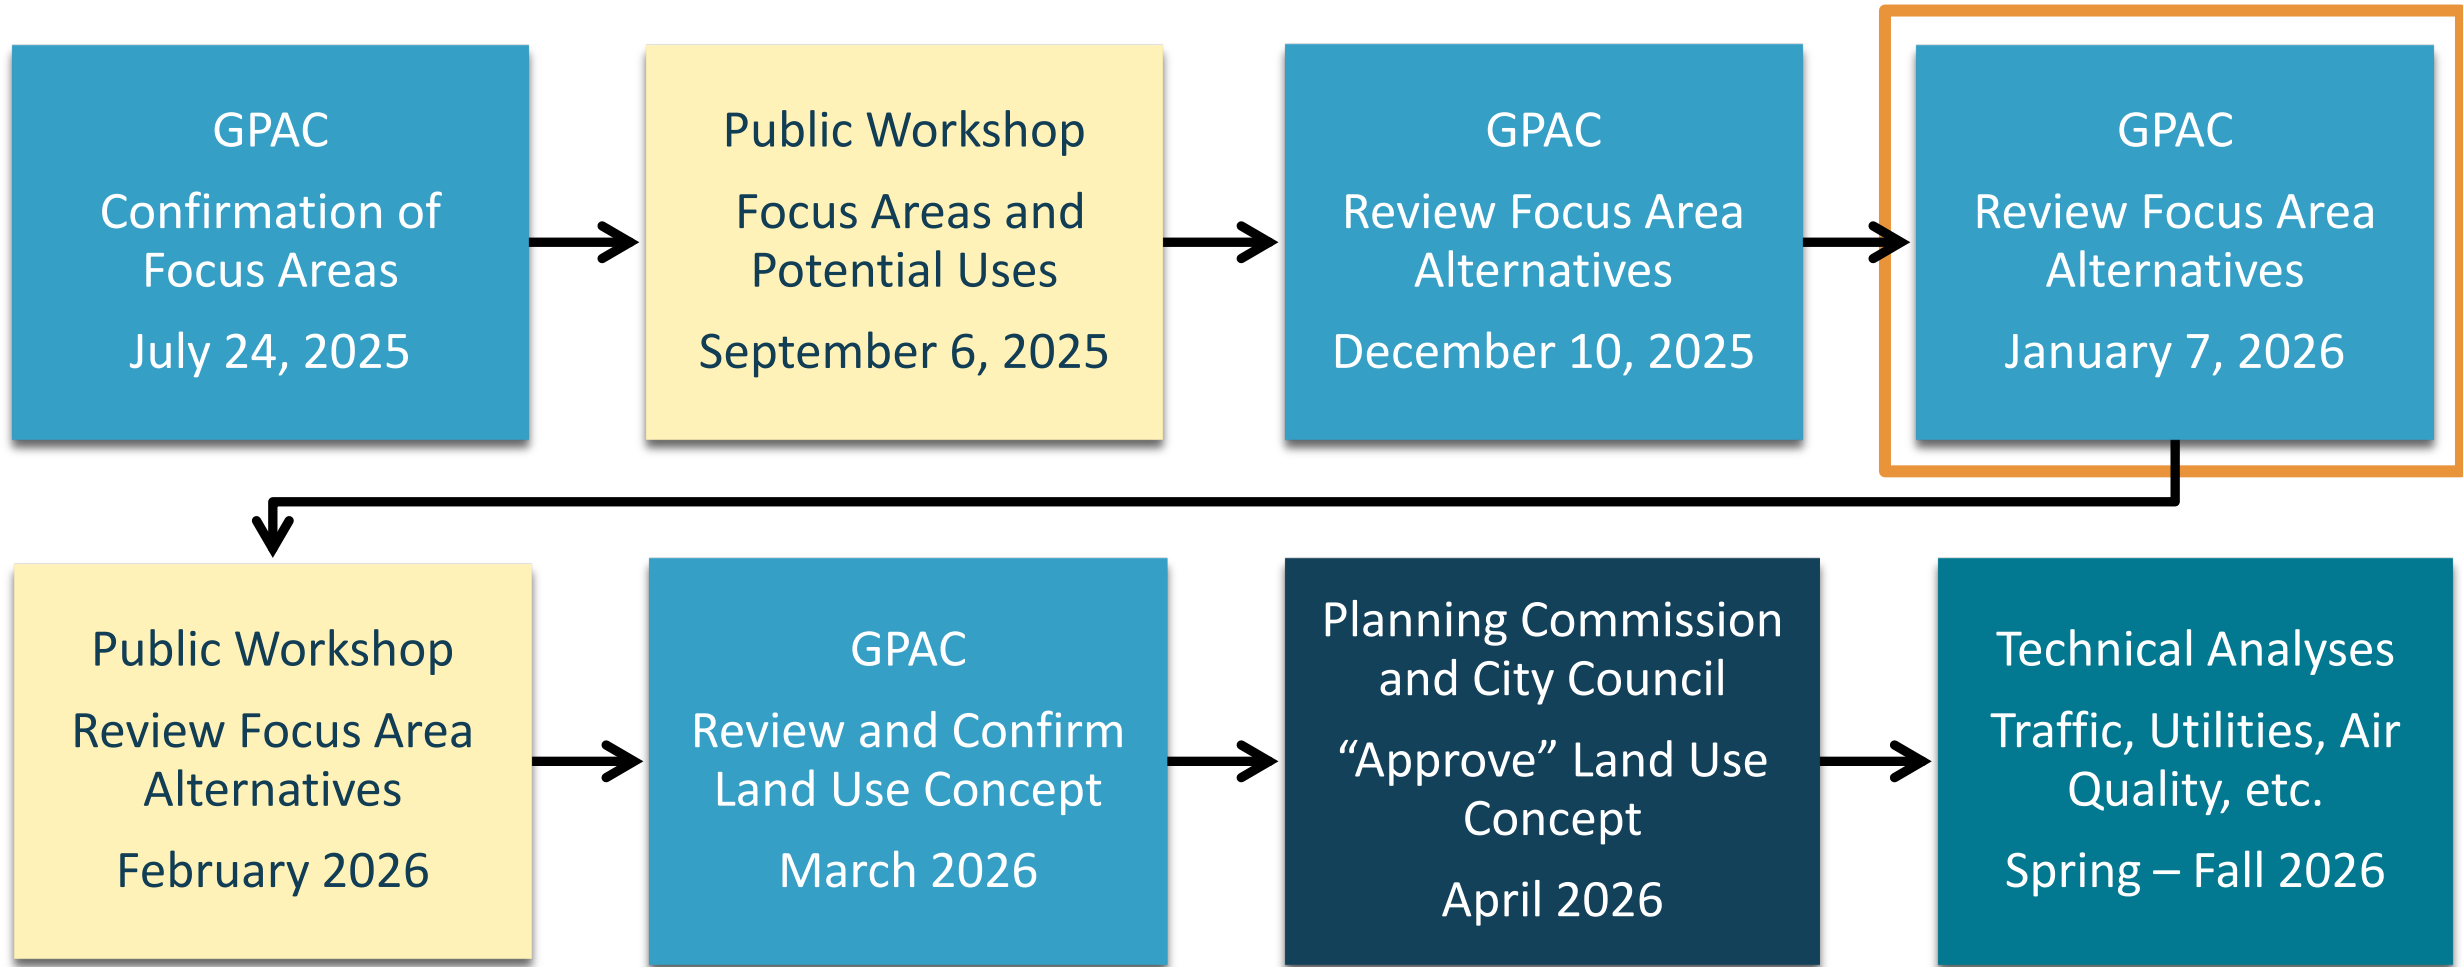 GPAC
Confirmation of
Focus Areas
July 24, 2025
Public Workshop
Focus Areas and
Potential Uses
September 6, 2025
GPAC
Review Focus Area
Alternatives
December 10, 2025
GPAC
Review Focus Area
Alternatives
January 7, 2026
Public Workshop
Review Focus Area
Alternatives
February 2026
GPAC
Review and Confirm
Land Use Concept
March 2026
Planning Commission
and City Council
“Approve” Land Use
Concept
April 2026
Technical Analyses
Traffic, Utilities, Air
Quality, etc.
Spring – Fall 2026